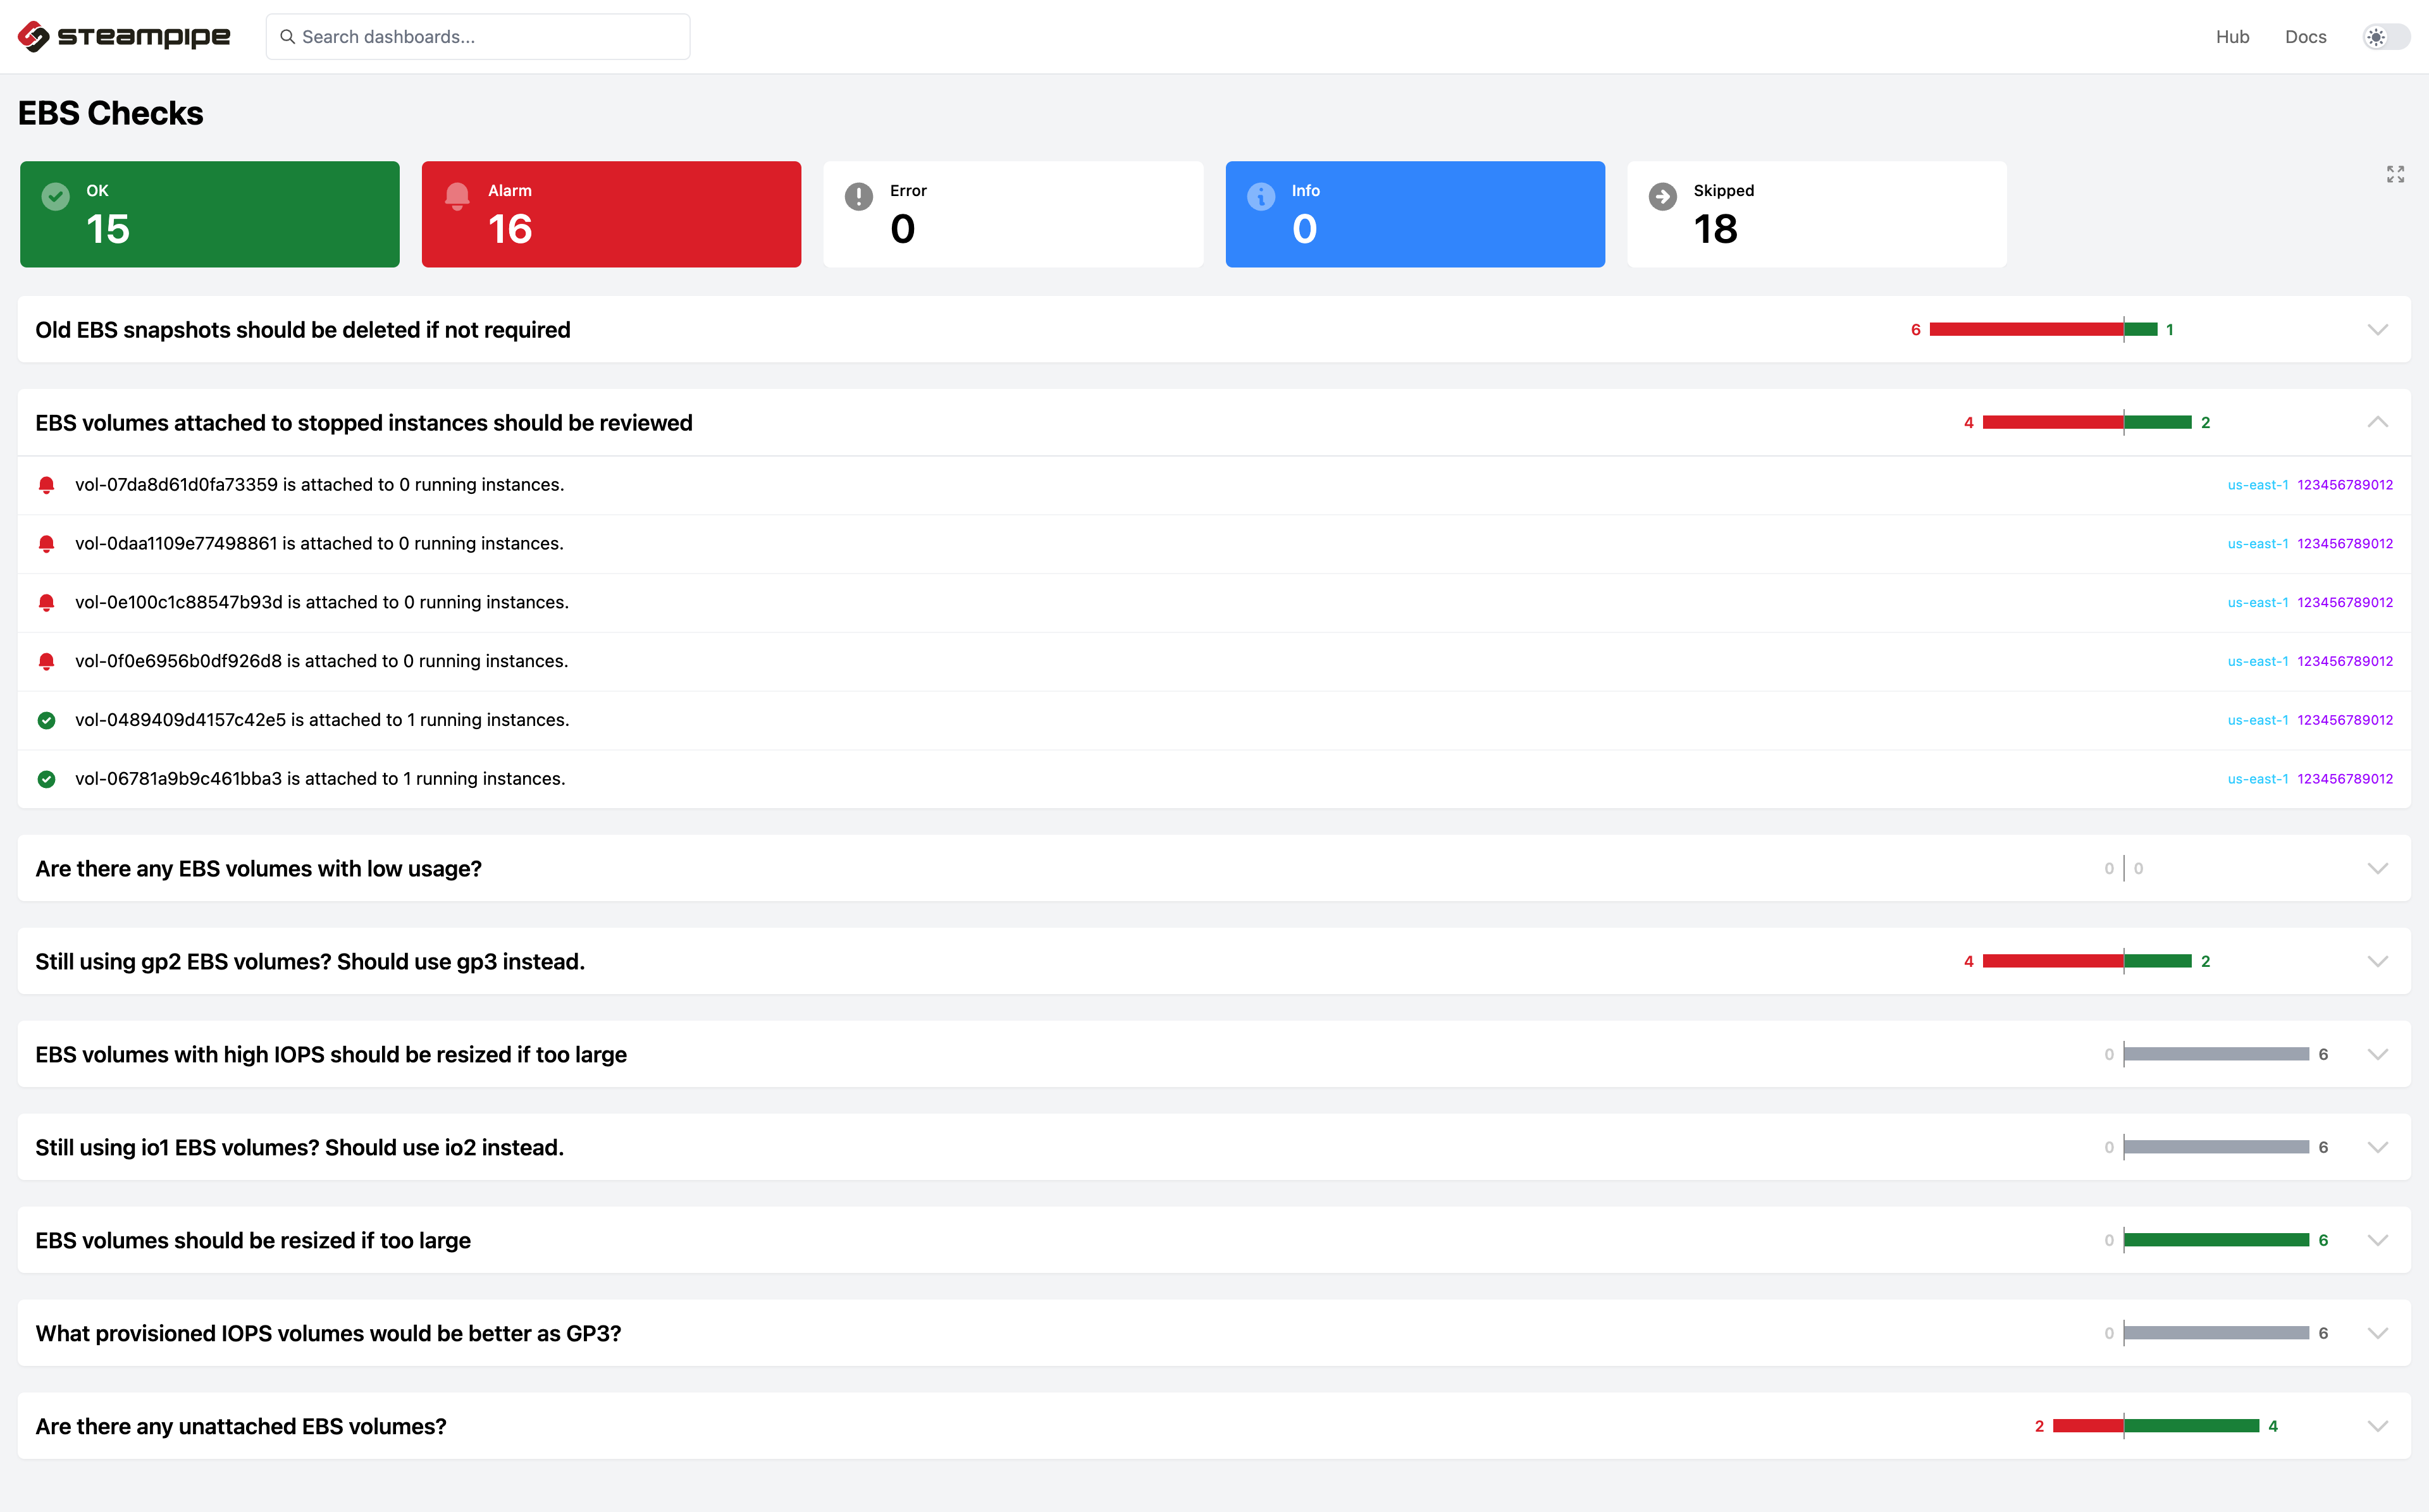 steampipe
Search dashboards...
Hub
Docs
EBS Checks
OK
15
Alarm
16
Error
0
Info
0
Skipped
18
Old EBS snapshots should be deleted if not required 6 1
EBS volumes attached to stopped instances should be reviewed 4 2
vol-07da8d61d0fa73359 is attached to 0 running instances. us-east-1 123456789012
vol-0daa1109e77498861 is attached to 0 running instances. us-east-1 123456789012
vol-0e100c1c88547b93d is attached to 0 running instances. us-east-1 123456789012
vol-0f0e6956b0df926d8 is attached to 0 running instances. us-east-1 123456789012
vol-0489409d4157c42e5 is attached to 1 running instances. us-east-1 123456789012
vol-06781a9b9c461bba3 is attached to 1 running instances. us-east-1 123456789012
Are there any EBS volumes with low usage? 0 0
Still using gp2 EBS volumes? Should use gp3 instead. 4 2
EBS volumes with high IOPS should be resized if too large 0 6
Still using io1 EBS volumes? Should use io2 instead. 0 6
EBS volumes should be resized if too large 0 6
What provisioned IOPS volumes would be better as GP3? 0 6
Are there any unattached EBS volumes? 2 4